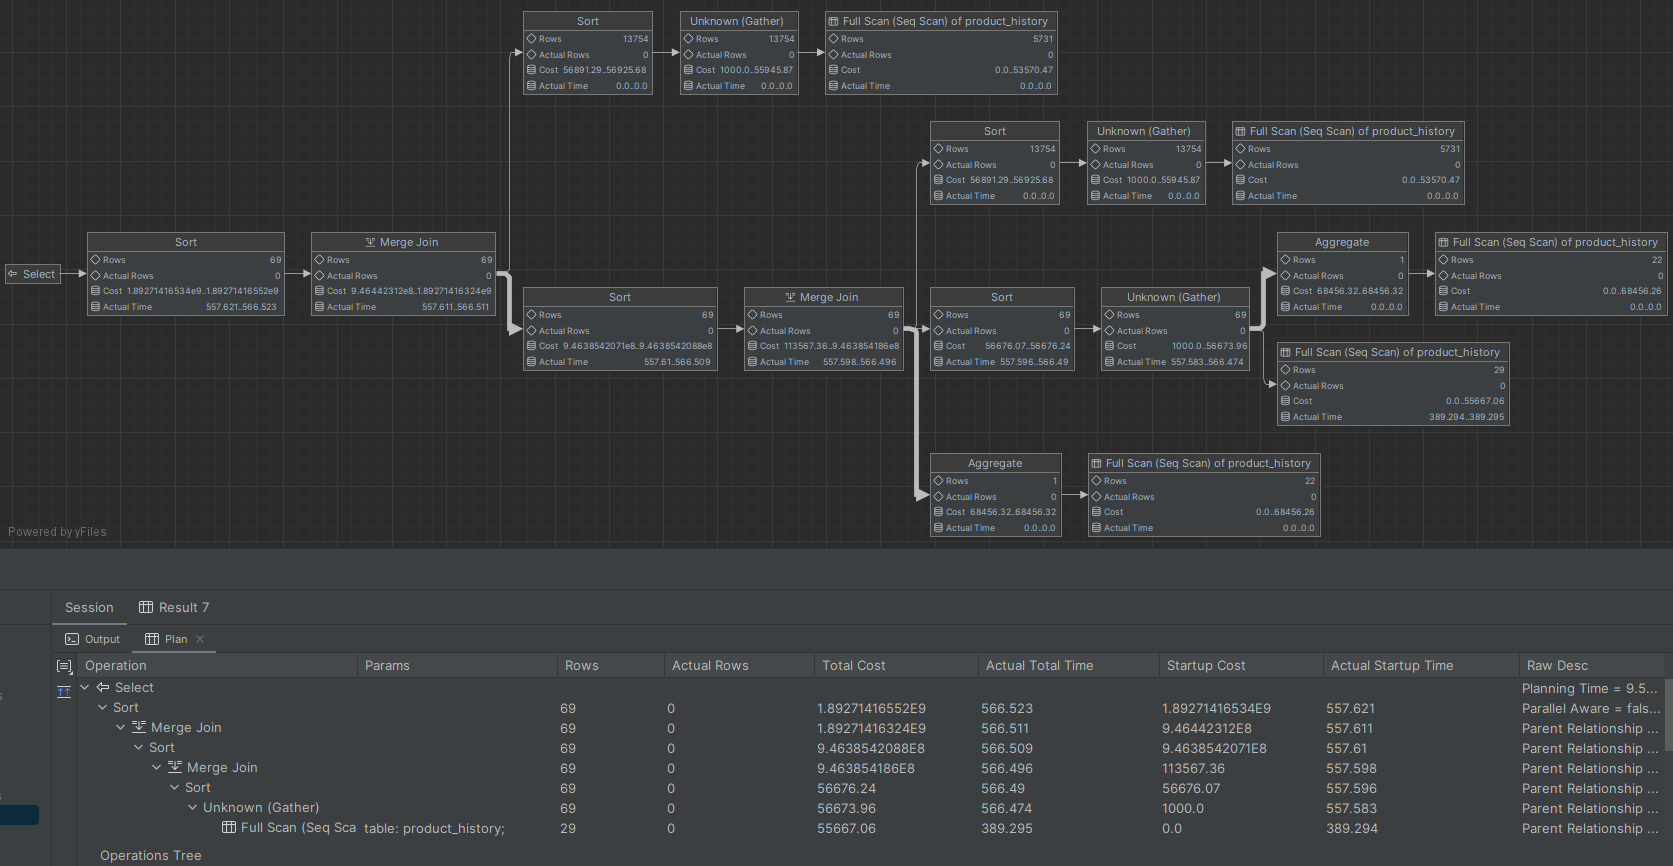 Select
Sort
Rows 69
Actual Rows 0
Cost 1.89271416534e9..1.89271416552e9
Actual Time 557.621..566.523
Merge Join
Rows 69
Actual Rows 0
Cost 9.46442312e8..1.89271416324e9
Actual Time 557.611..566.511
Sort
Rows 13754
Actual Rows 0
Cost 56891.29..56925.68
Actual Time 0.0..0.0
Unknown (Gather)
Rows 13754
Actual Rows 0
Cost 1000.0..55945.87
Actual Time 0.0..0.0
Full Scan (Seq Scan) of product_history
Rows 5731
Actual Rows 0
Cost 0.0..53570.47
Actual Time 0.0..0.0
Sort
Rows 69
Actual Rows 0
Cost 9.4638542071e8..9.4638542088e8
Actual Time 557.61..566.509
Merge Join
Rows 69
Actual Rows 0
Cost 113567.36..9.463854186e8
Actual Time 557.598..566.496
Sort
Rows 13754
Actual Rows 0
Cost 56891.29..56925.68
Actual Time 0.0..0.0
Unknown (Gather)
Rows 13754
Actual Rows 0
Cost 1000.0..55945.87
Actual Time 0.0..0.0
Full Scan (Seq Scan) of product_history
Rows 5731
Actual Rows 0
Cost 0.0..53570.47
Actual Time 0.0..0.0
Sort
Rows 69
Actual Rows 0
Cost 56676.07..56676.24
Actual Time 557.596..566.49
Unknown (Gather)
Rows 69
Actual Rows 0
Cost 1000.0..56673.96
Actual Time 557.583..566.474
Aggregate
Rows 1
Actual Rows 0
Cost 68456.32..68456.32
Actual Time 0.0..0.0
Full Scan (Seq Scan) of product_history
Rows 22
Actual Rows 0
Cost 0.0..68456.26
Actual Time 0.0..0.0
Full Scan (Seq Scan) of product_history
Rows 29
Actual Rows 0
Cost 0.0..55667.06
Actual Time 389.294..389.295
Aggregate
Rows 1
Actual Rows 0
Cost 68456.32..68456.32
Actual Time 0.0..0.0
Full Scan (Seq Scan) of product_history
Rows 22
Actual Rows 0
Cost 0.0..68456.26
Actual Time 0.0..0.0
Powered by yFiles
Session Result 7
Output Plan
Operation Params Rows Actual Rows Total Cost Actual Total Time Startup Cost Actual Startup Time Raw Desc
Select Planning Time = 9.5...
Sort 69 0 1.89271416552E9 566.523 1.89271416534E9 557.621 Parallel Aware = fals...
Merge Join 69 0 1.89271416324E9 566.511 9.46442312E8 557.611 Parent Relationship ...
Sort 69 0 9.4638542088E8 566.509 9.4638542071E8 557.61 Parent Relationship ...
Merge Join 69 0 9.463854186E8 566.496 113567.36 557.598 Parent Relationship ...
Sort 69 0 56676.24 566.49 56676.07 557.596 Parent Relationship ...
Unknown (Gather) 69 0 56673.96 566.474 1000.0 557.583 Parent Relationship ...
Full Scan (Seq Sca table: product_history; 29 0 55667.06 389.295 0.0 389.294 Parent Relationship ...
Operations Tree